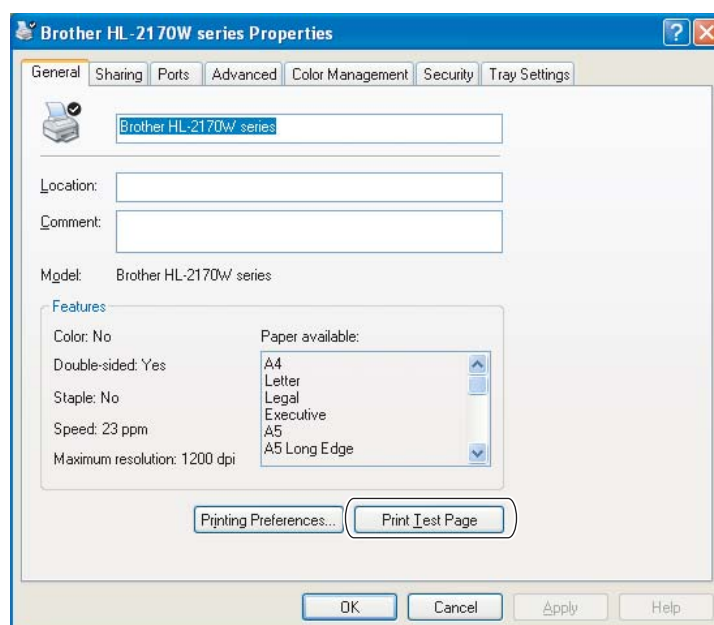 Brother HL-2170W series Properties
General Sharing Ports Advanced Color Management Security Tray Settings
Brother HL-2170W series
Location:
Comment:
Model: Brother HL-2170W series
Features
Color: No
Double-sided: Yes
Staple: No
Speed: 23 ppm
Maximum resolution: 1200 dpi
Paper available:
A4
Letter
Legal
Executive
A5
A5 Long Edge
Printing Preferences... Print Test Page
OK Cancel Apply Help